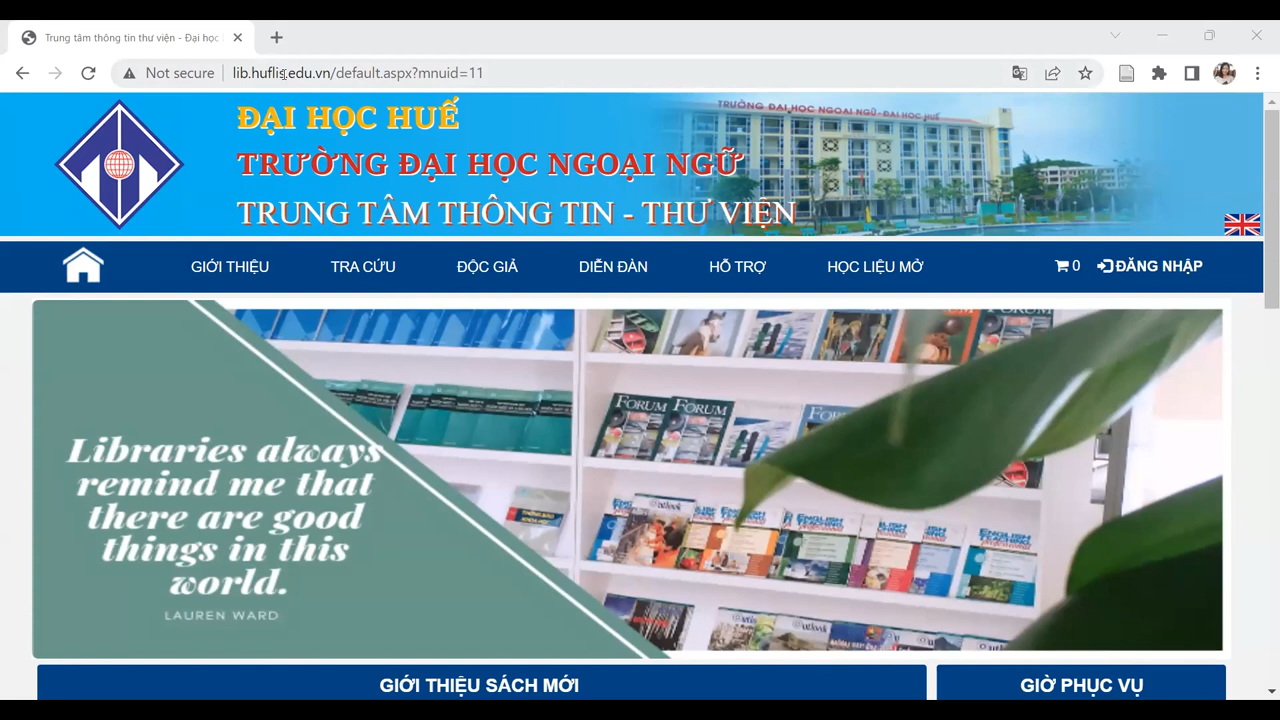 Trung tâm thông tin thư viện - Đại học
Not secure
lib.huflis.edu.vn/default.aspx?mnuid=11
ĐẠI HỌC HUẾ
TRƯỜNG ĐẠI HỌC NGOẠI NGỮ
TRUNG TÂM THÔNG TIN - THƯ VIỆN
TRƯỜNG ĐẠI HỌC NGOẠI NGỮ - ĐẠI HỌC HUẾ
GIỚI THIỆU
TRA CỨU
ĐỘC GIẢ
DIỄN ĐÀN
HỖ TRỢ
HỌC LIỆU MỞ
0
ĐĂNG NHẬP
Libraries always
remind me that
there are good
things in this
world.
LAUREN WARD
FORUM
FORUM
FORUM
GIỚI THIỆU SÁCH MỚI
GIỜ PHỤC VỤ